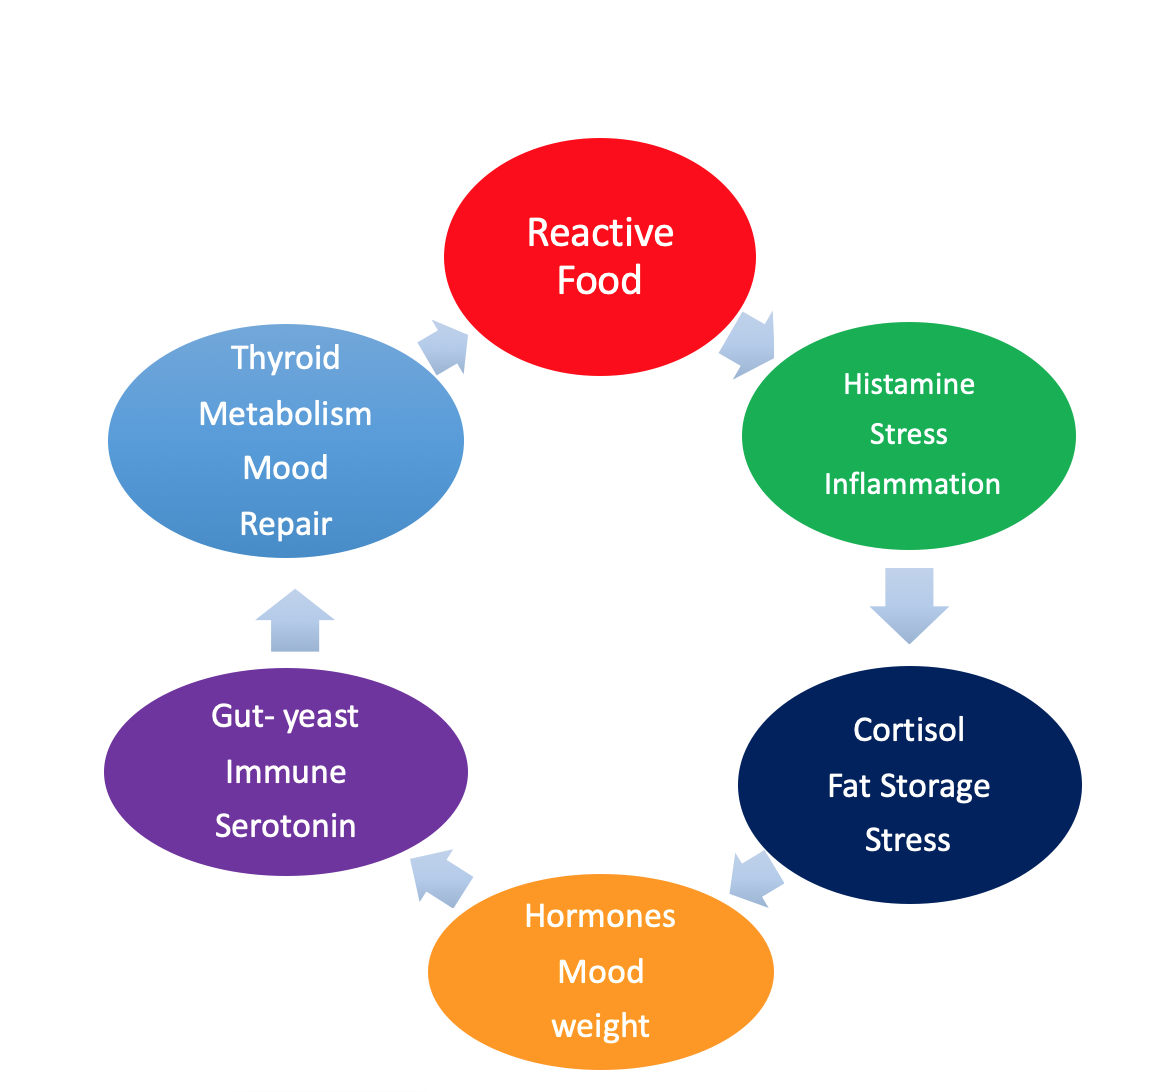 Reactive
Food
Histamine
Stress
Inflammation
Cortisol
Fat Storage
Stress
Hormones
Mood
weight
Gut- yeast
Immune
Serotonin
Thyroid
Metabolism
Mood
Repair